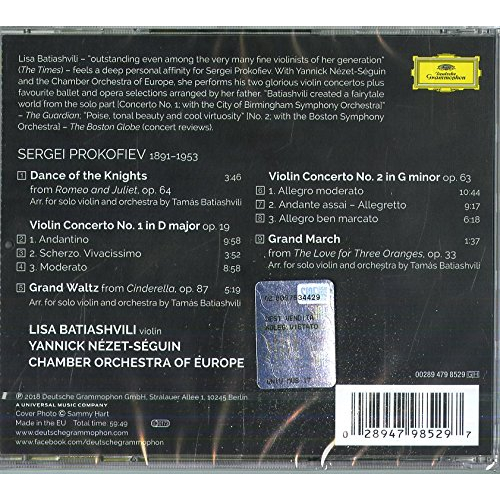 Lisa Batiashvili – "outstanding even among the very many fine violinists of her generation"
(The Times) – feels a deep personal affinity for Sergei Prokofiev. With Yannick Nézet-Séguin
and the Chamber Orchestra of Europe, she performs his two glorious violin concertos plus
favourite ballet and opera selections arranged by her father. "Batiashvili created a fairytale
world from the solo part [Concerto No. 1; with the City of Birmingham Symphony Orchestra]"
– The Guardian; "Poise, tonal beauty and cool virtuosity" [No. 2; with the Boston Symphony
Orchestra] – The Boston Globe (concert reviews).
Deutsche
Grammophon
SERGEI PROKOFIEV 1891–1953
1 Dance of the Knights 3:46
from Romeo and Juliet, op. 64
Arr. for solo violin and orchestra by Tamás Batiashvili
Violin Concerto No. 1 in D major op. 19
2 1. Andantino 9:58
3 2. Scherzo. Vivacissimo 3:52
4 3. Moderato 8:58
5 Grand Waltz from Cinderella, op. 87 5:19
Arr. for solo violin and orchestra by Tamás Batiashvili
Violin Concerto No. 2 in G minor op. 63
6 1. Allegro moderato 10:44
7 2. Andante assai – Allegretto 9:17
8 3. Allegro ben marcato 6:18
9 Grand March 1:37
from The Love for Three Oranges, op. 33
Arr. for solo violin and orchestra by Tamás Batiashvili
LISA BATIASHVILI violin
YANNICK NÉZET-SÉGUIN
CHAMBER ORCHESTRA OF EUROPE
00289 479 8529 GH
℗ 2018 Deutsche Grammophon GmbH, Stralauer Allee 1, 10245 Berlin.
A UNIVERSAL MUSIC COMPANY
Cover Photo © Sammy Hart
Made in the EU Total time: 59:49
www.deutschegrammophon.com
www.facebook.com/deutschegrammophon
0 28947 98529 7